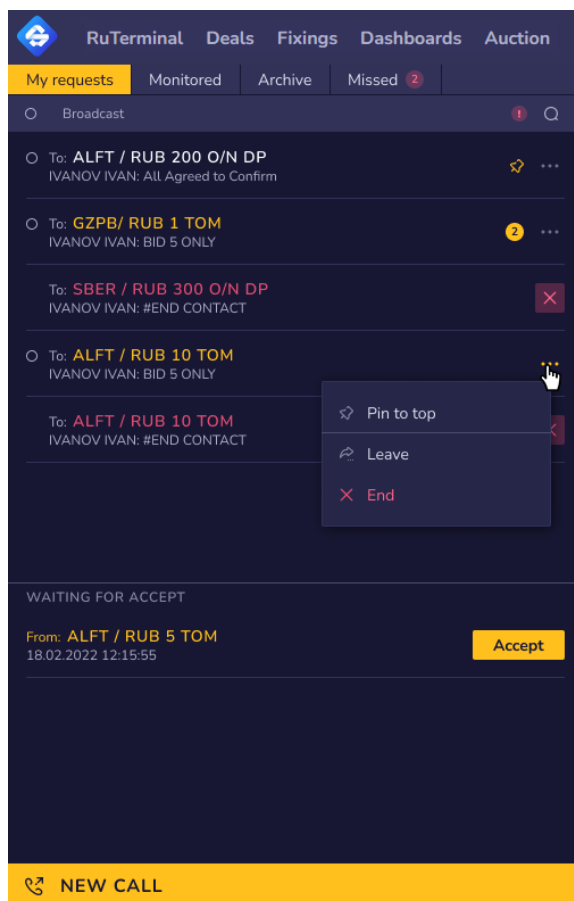 RuTerminal Deals Fixings Dashboards Auction
My requests Monitored Archive Missed 2
Broadcast !
To: ALFT / RUB 200 O/N DP
IVANOV IVAN: All Agreed to Confirm
To: GZPB/ RUB 1 TOM
IVANOV IVAN: BID 5 ONLY
2
To: SBER / RUB 300 O/N DP
IVANOV IVAN: #END CONTACT
To: ALFT / RUB 10 TOM
IVANOV IVAN: BID 5 ONLY
To: ALFT / RUB 10 TOM
IVANOV IVAN: #END CONTACT
Pin to top
Leave
End
WAITING FOR ACCEPT
From: ALFT / RUB 5 TOM
18.02.2022 12:15:55
Accept
NEW CALL